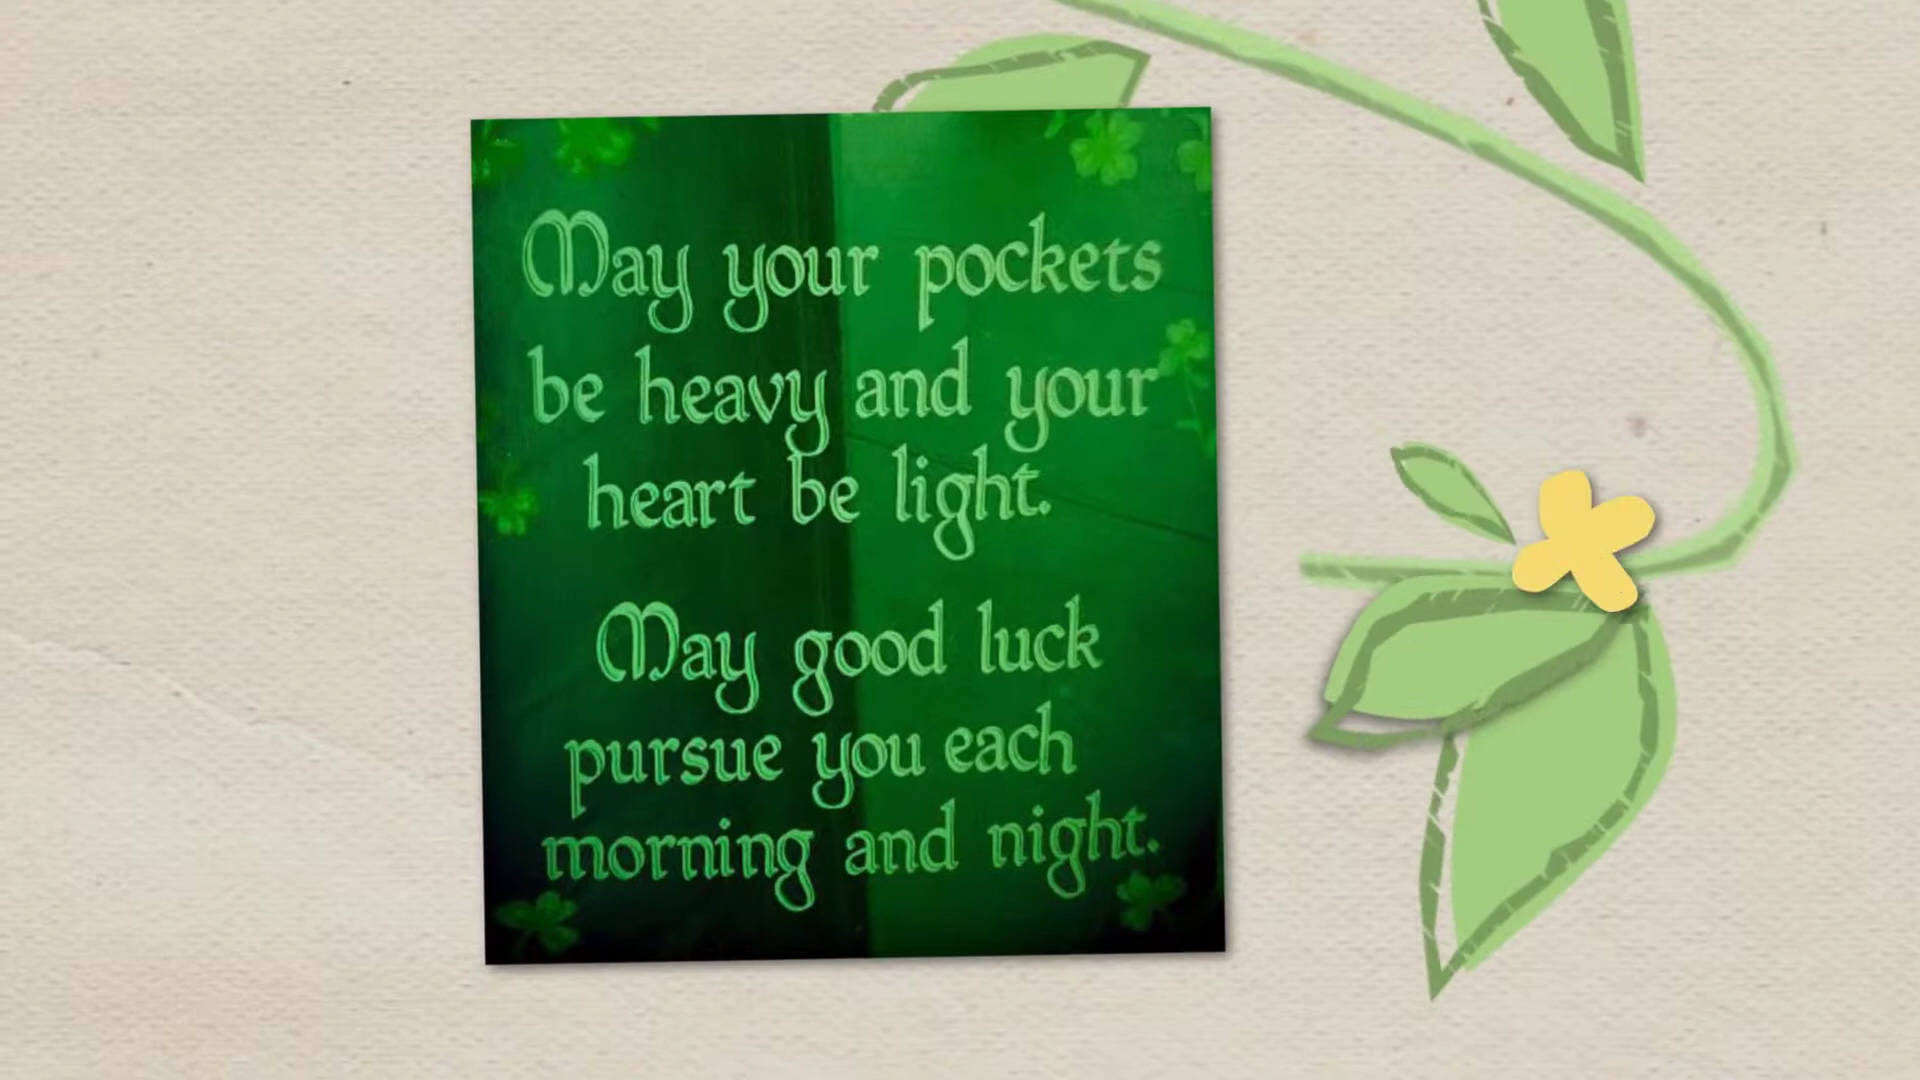 May your pockets
be heavy and your
heart be light.
May good luck
pursue you each
morning and night.